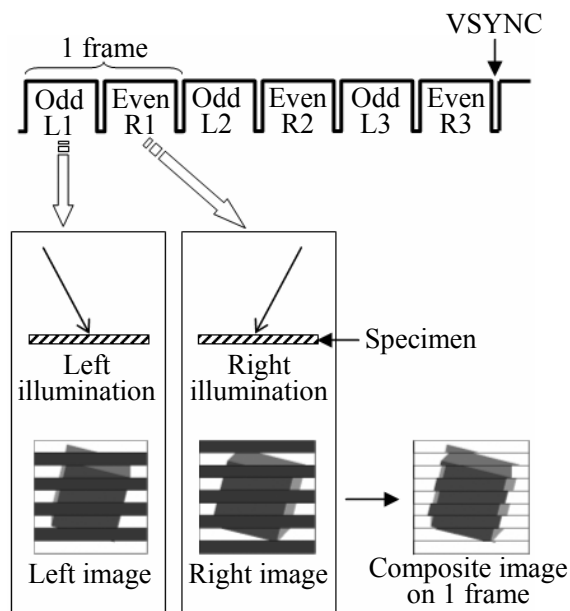 VSYNC
1 frame
Odd Even Odd Even Odd Even
L1 R1 L2 R2 L3 R3
Left
illumination
Right
illumination
Specimen
Left image
Right image
Composite image
on 1 frame